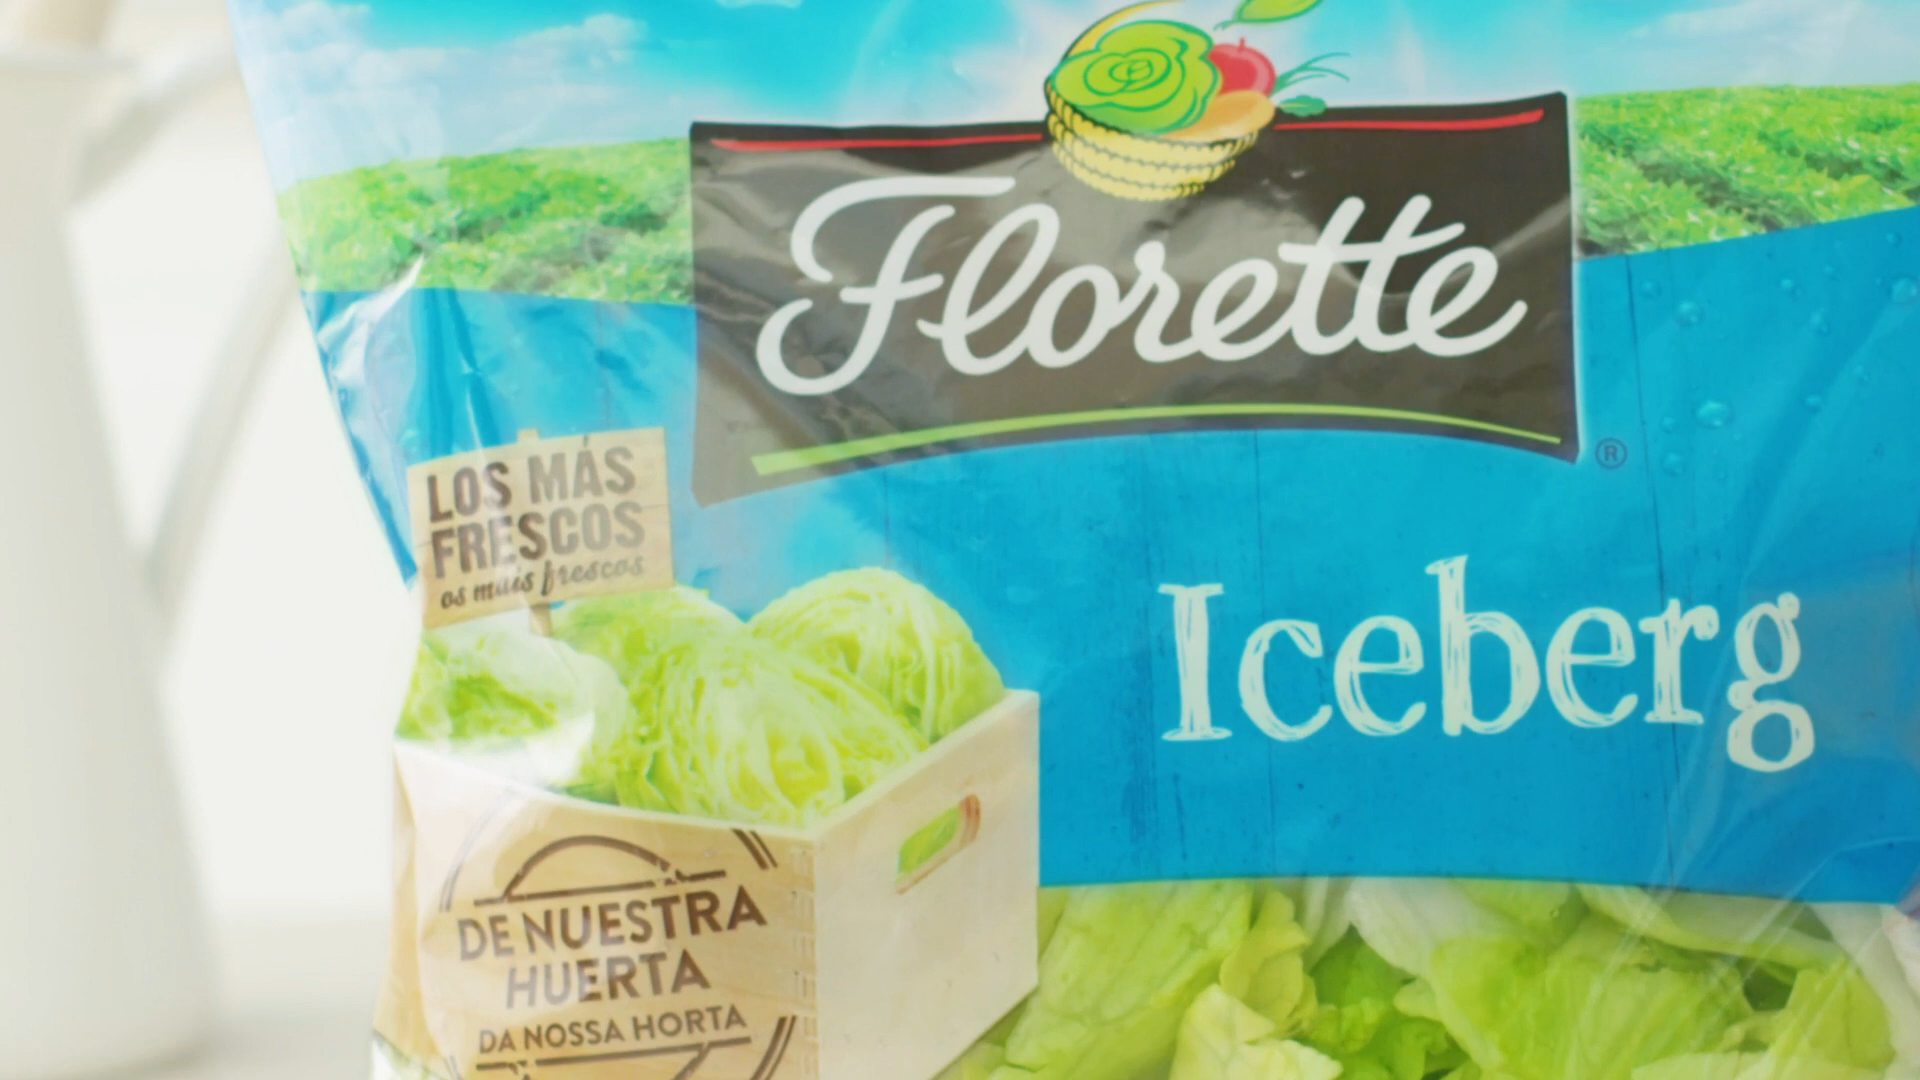 Florette
®
LOS MÁS
FRESCOS
os mais frescos
Iceberg
DE NUESTRA
HUERTA
DA NOSSA HORTA